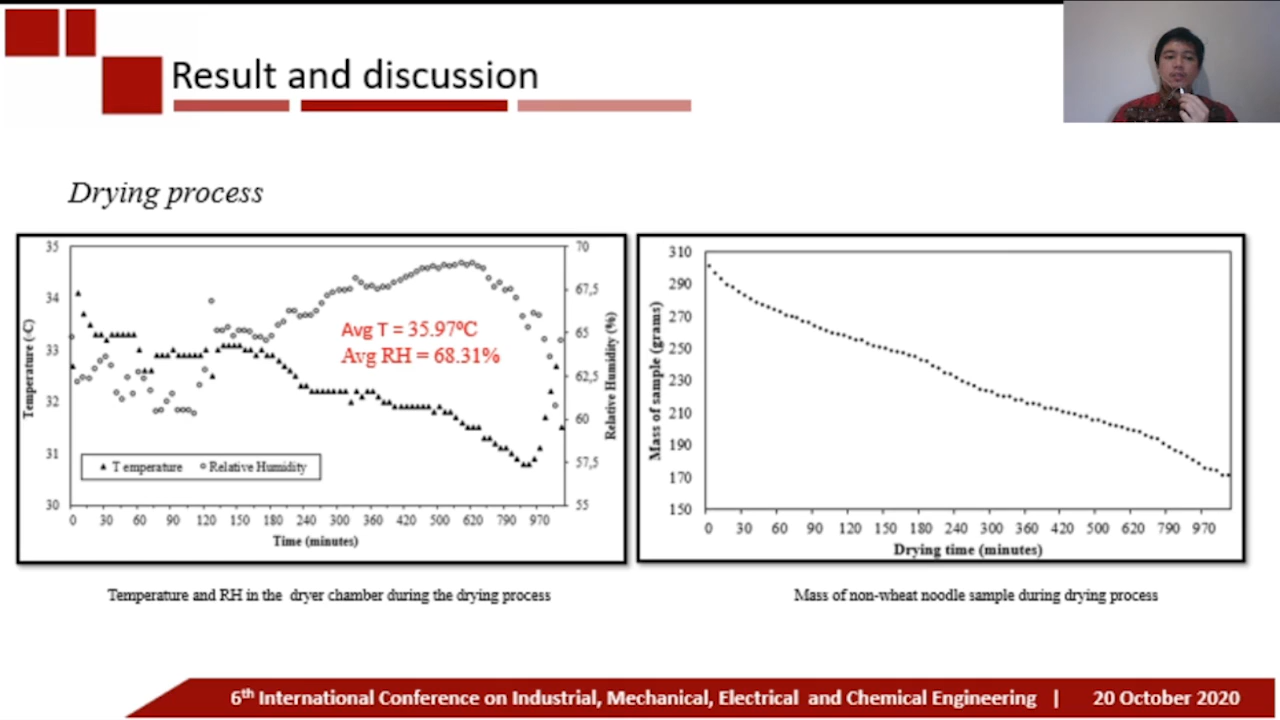 Result and discussion
Drying process
35
34
33
32
31
30
Temperature (◦C)
70
67,5
65
62,5
60
57,5
55
Relative Humidity (%)
Avg T = 35.97ºC
Avg RH = 68.31%
Temperature Relative Humidity
0 30 60 90 120 150 180 240 300 360 420 500 620 790 970
Time (minutes)
310
290
270
250
230
210
190
170
150
Mass of sample (grams)
0 30 60 90 120 150 180 240 300 360 420 500 620 790 970
Drying time (minutes)
Temperature and RH in the dryer chamber during the drying process
Mass of non-wheat noodle sample during drying process
6th International Conference on Industrial, Mechanical, Electrical and Chemical Engineering | 20 October 2020